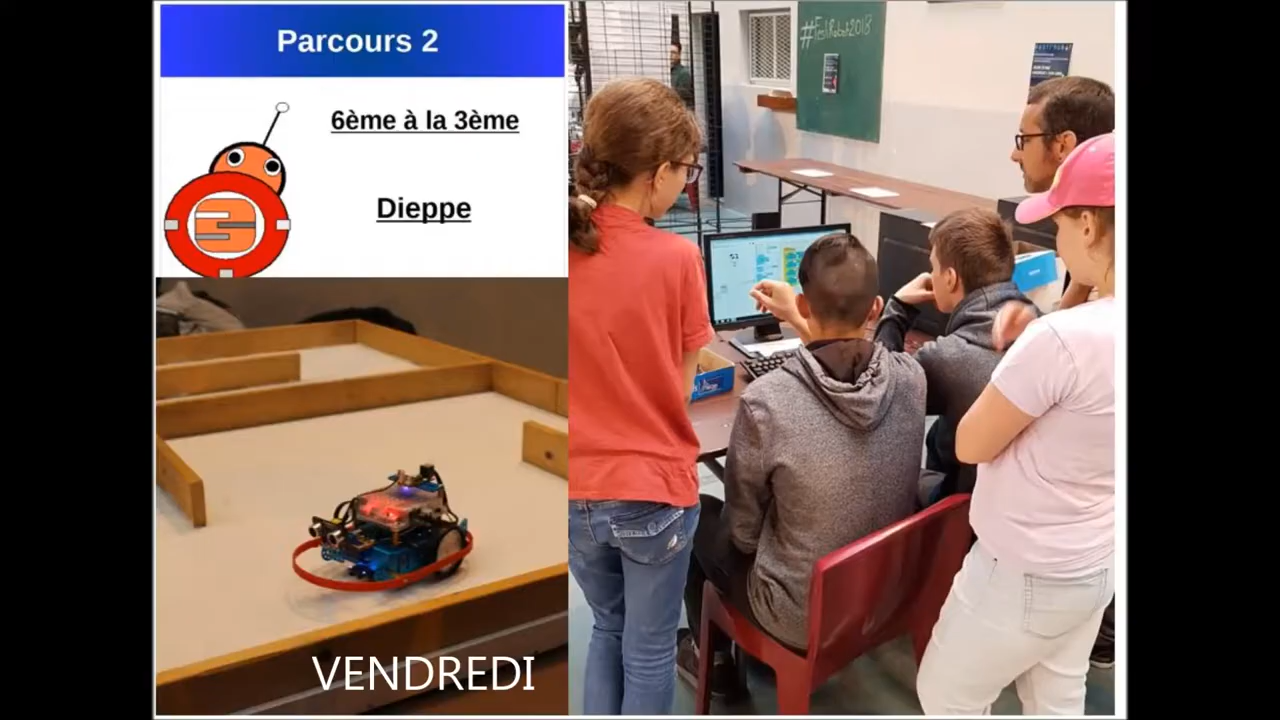 Parcours 2
6ème à la 3ème
Dieppe
VENDREDI
#FestiRobot2018